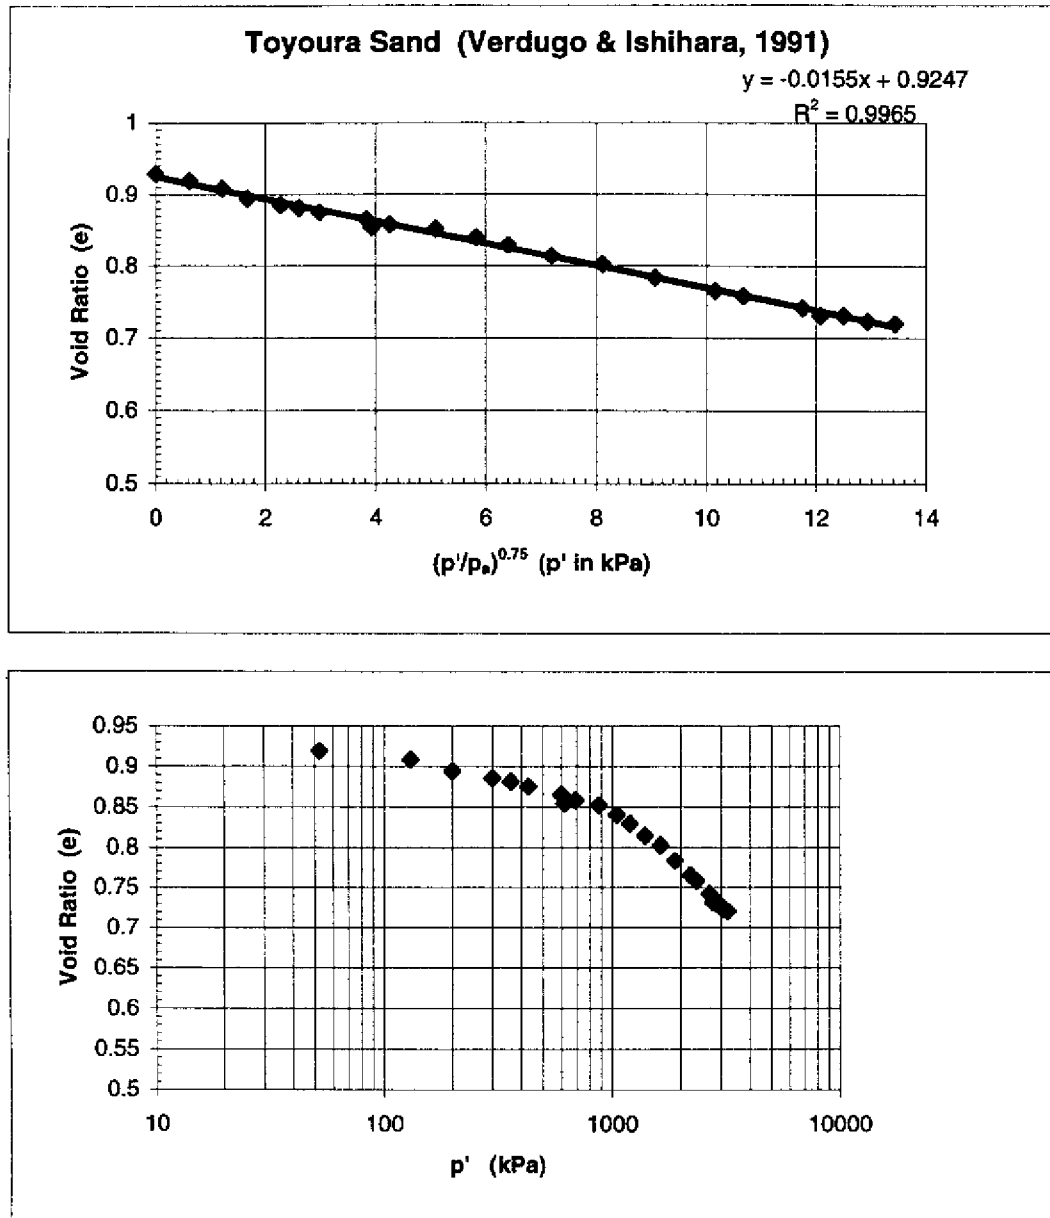 Toyoura Sand (Verdugo & Ishihara, 1991)
y = -0.0155x + 0.9247
R² = 0.9965
1
0.9
0.8
0.7
0.6
0.5
Void Ratio (e)
0 2 4 6 8 10 12 14
(p'/pₐ)^0.75 (p' in kPa)
0.95
0.9
0.85
0.8
0.75
0.7
0.65
0.6
0.55
0.5
Void Ratio (e)
10 100 1000 10000
p' (kPa)